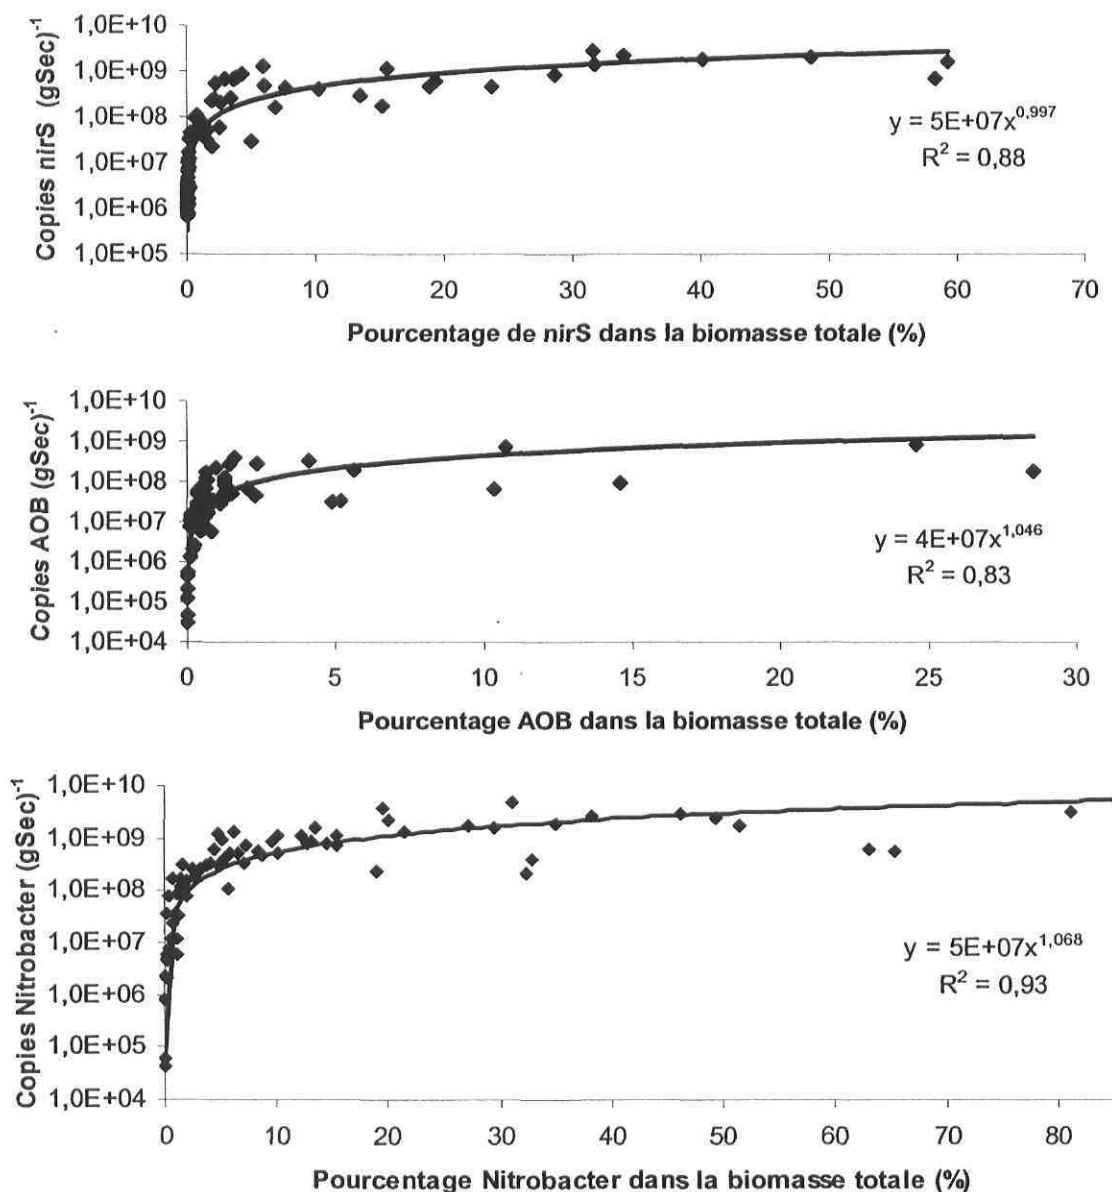 1,0E+10
1,0E+09
1,0E+08
1,0E+07
1,0E+06
1,0E+05
Copies nirS (gSec)-1
y = 5E+07x0,997
R2 = 0,88
0 10 20 30 40 50 60 70
Pourcentage de nirS dans la biomasse totale (%)
1,0E+10
1,0E+09
1,0E+08
1,0E+07
1,0E+06
1,0E+05
1,0E+04
Copies AOB (gSec)-1
y = 4E+07x1,046
R2 = 0,83
0 5 10 15 20 25 30
Pourcentage AOB dans la biomasse totale (%)
1,0E+10
1,0E+09
1,0E+08
1,0E+07
1,0E+06
1,0E+05
1,0E+04
Copies Nitrobacter (gSec)-1
y = 5E+07x1,068
R2 = 0,93
0 10 20 30 40 50 60 70 80
Pourcentage Nitrobacter dans la biomasse totale (%)